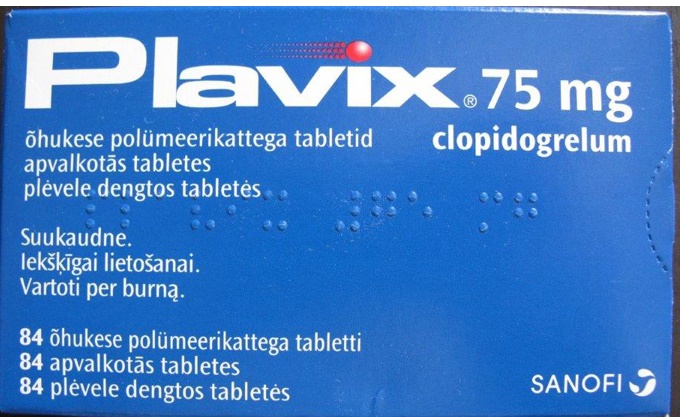 Plavix® 75 mg
clopidogrelum
õhukese polümeerikattega tabletid
apvalkotās tabletes
plėvele dengtos tabletės
Suukaudne.
Iekšķīgai lietošanai.
Vartoti per burną.
84 õhukese polümeerikattega tabletti
84 apvalkotās tabletes
84 plėvele dengtos tabletės
SANOFI